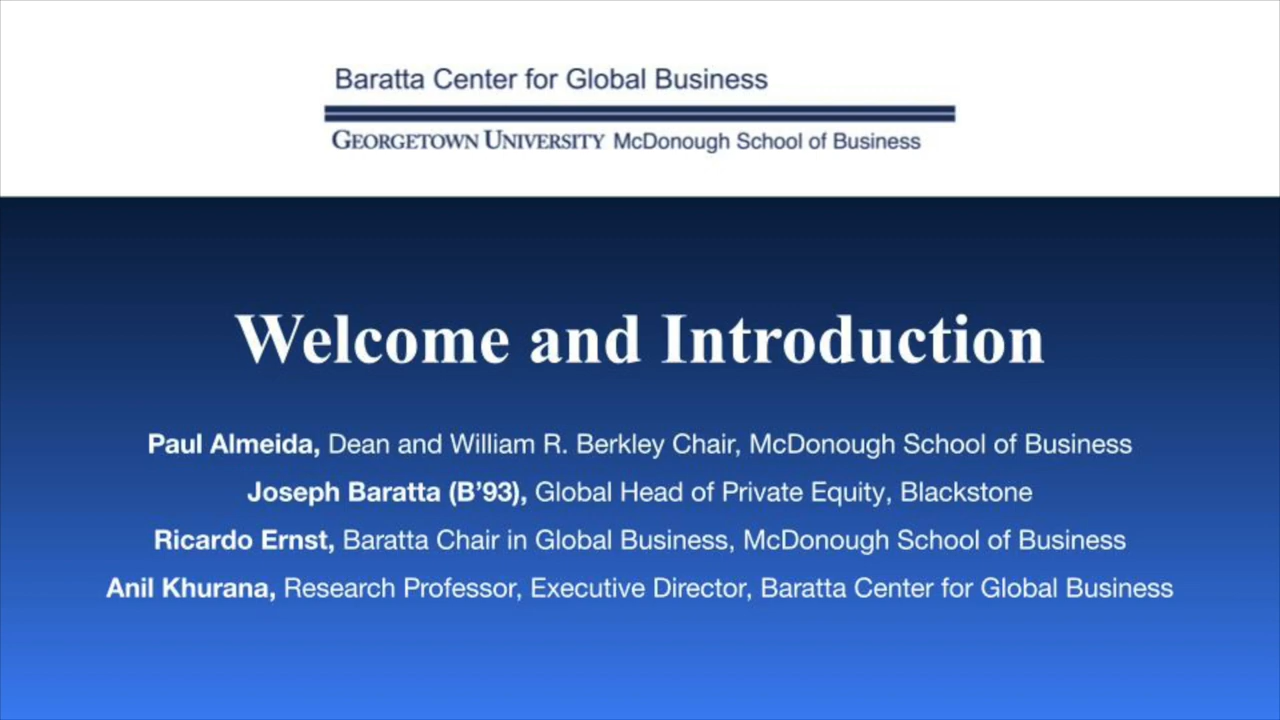 Baratta Center for Global Business
GEORGETOWN UNIVERSITY McDonough School of Business
Welcome and Introduction
Paul Almeida, Dean and William R. Berkley Chair, McDonough School of Business
Joseph Baratta (B’93), Global Head of Private Equity, Blackstone
Ricardo Ernst, Baratta Chair in Global Business, McDonough School of Business
Anil Khurana, Research Professor, Executive Director, Baratta Center for Global Business